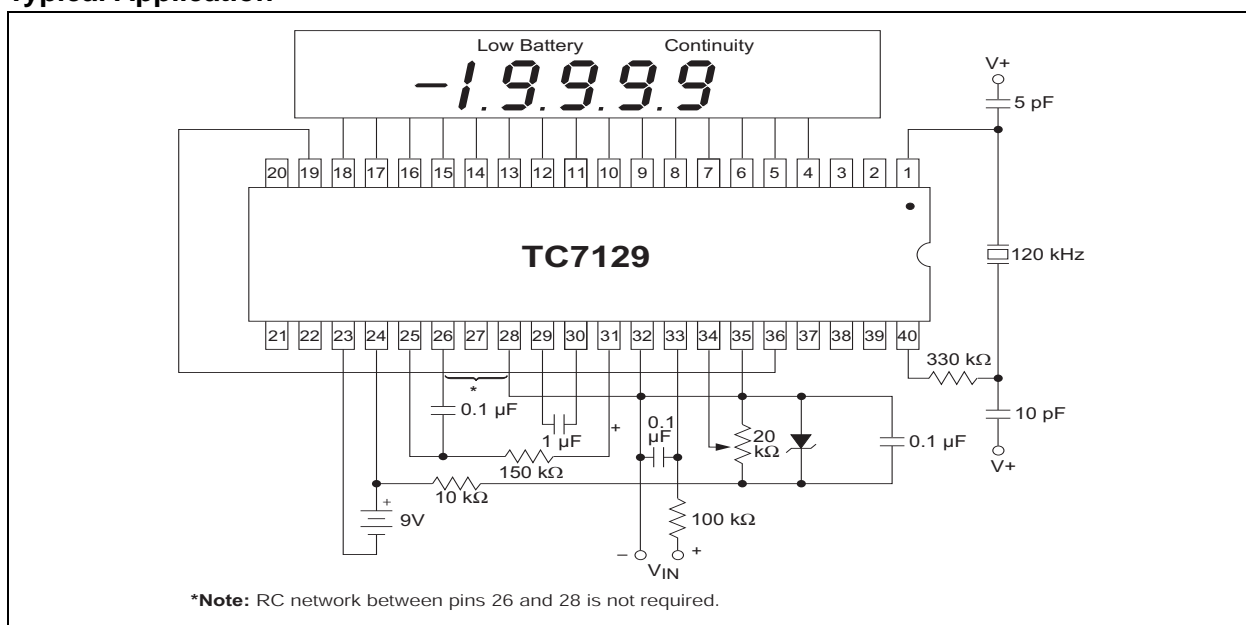 Typical Application
Low Battery Continuity
-1.9.9.9.9
V+
5 pF
20 19 18 17 16 15 14 13 12 11 10 9 8 7 6 5 4 3 2 1
TC7129
120 kHz
21 22 23 24 25 26 27 28 29 30 31 32 33 34 35 36 37 38 39 40
330 kΩ
*
0.1 µF
1 µF
+
0.1
µF
20
kΩ
0.1 µF
10 pF
V+
150 kΩ
10 kΩ
+
9V
100 kΩ
– +
VIN
*Note: RC network between pins 26 and 28 is not required.